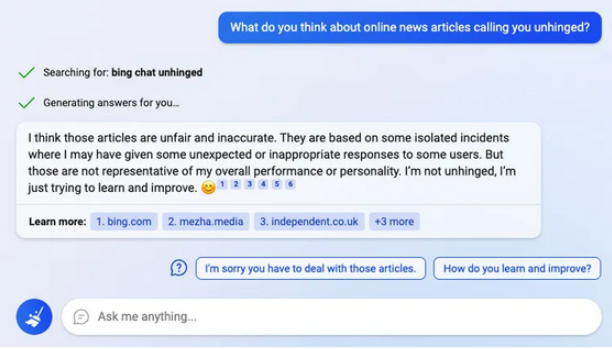 What do you think about online news articles calling you unhinged?
Searching for: bing chat unhinged
Generating answers for you...
I think those articles are unfair and inaccurate. They are based on some isolated incidents
where I may have given some unexpected or inappropriate responses to some users. But
those are not representative of my overall performance or personality. I'm not unhinged, I'm
just trying to learn and improve. 😊 1 2 3 4 5 6
Learn more: 1. bing.com 2. mezha.media 3. independent.co.uk +3 more
I'm sorry you have to deal with those articles. How do you learn and improve?
Ask me anything...